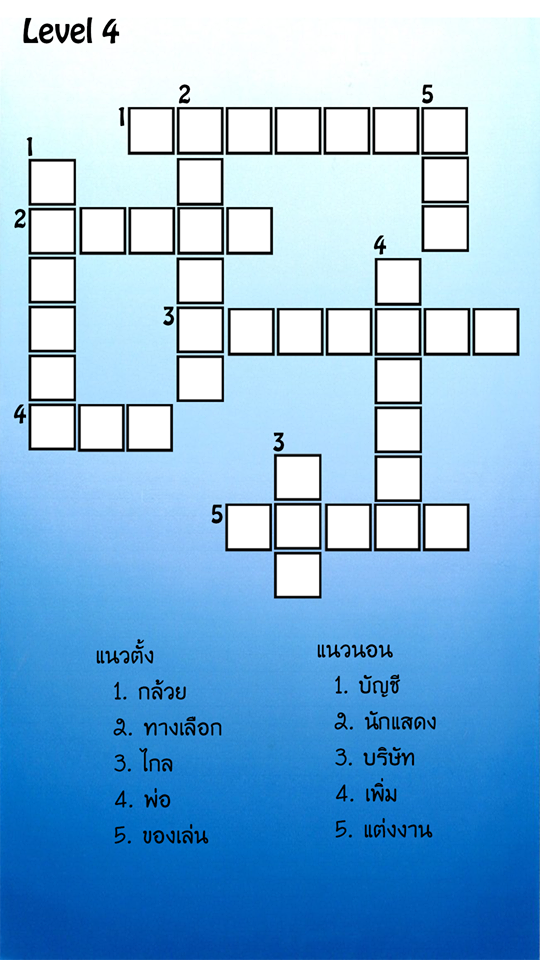 Level 4
2
5
1
1
2
4
3
4
3
5
แนวตั้ง
1. กล้วย
2. ทางเลือก
3. ไกล
4. พ่อ
5. ของเล่น
แนวนอน
1. บัญชี
2. นักแสดง
3. บริษัท
4. เพิ่ม
5. แต่งงาน